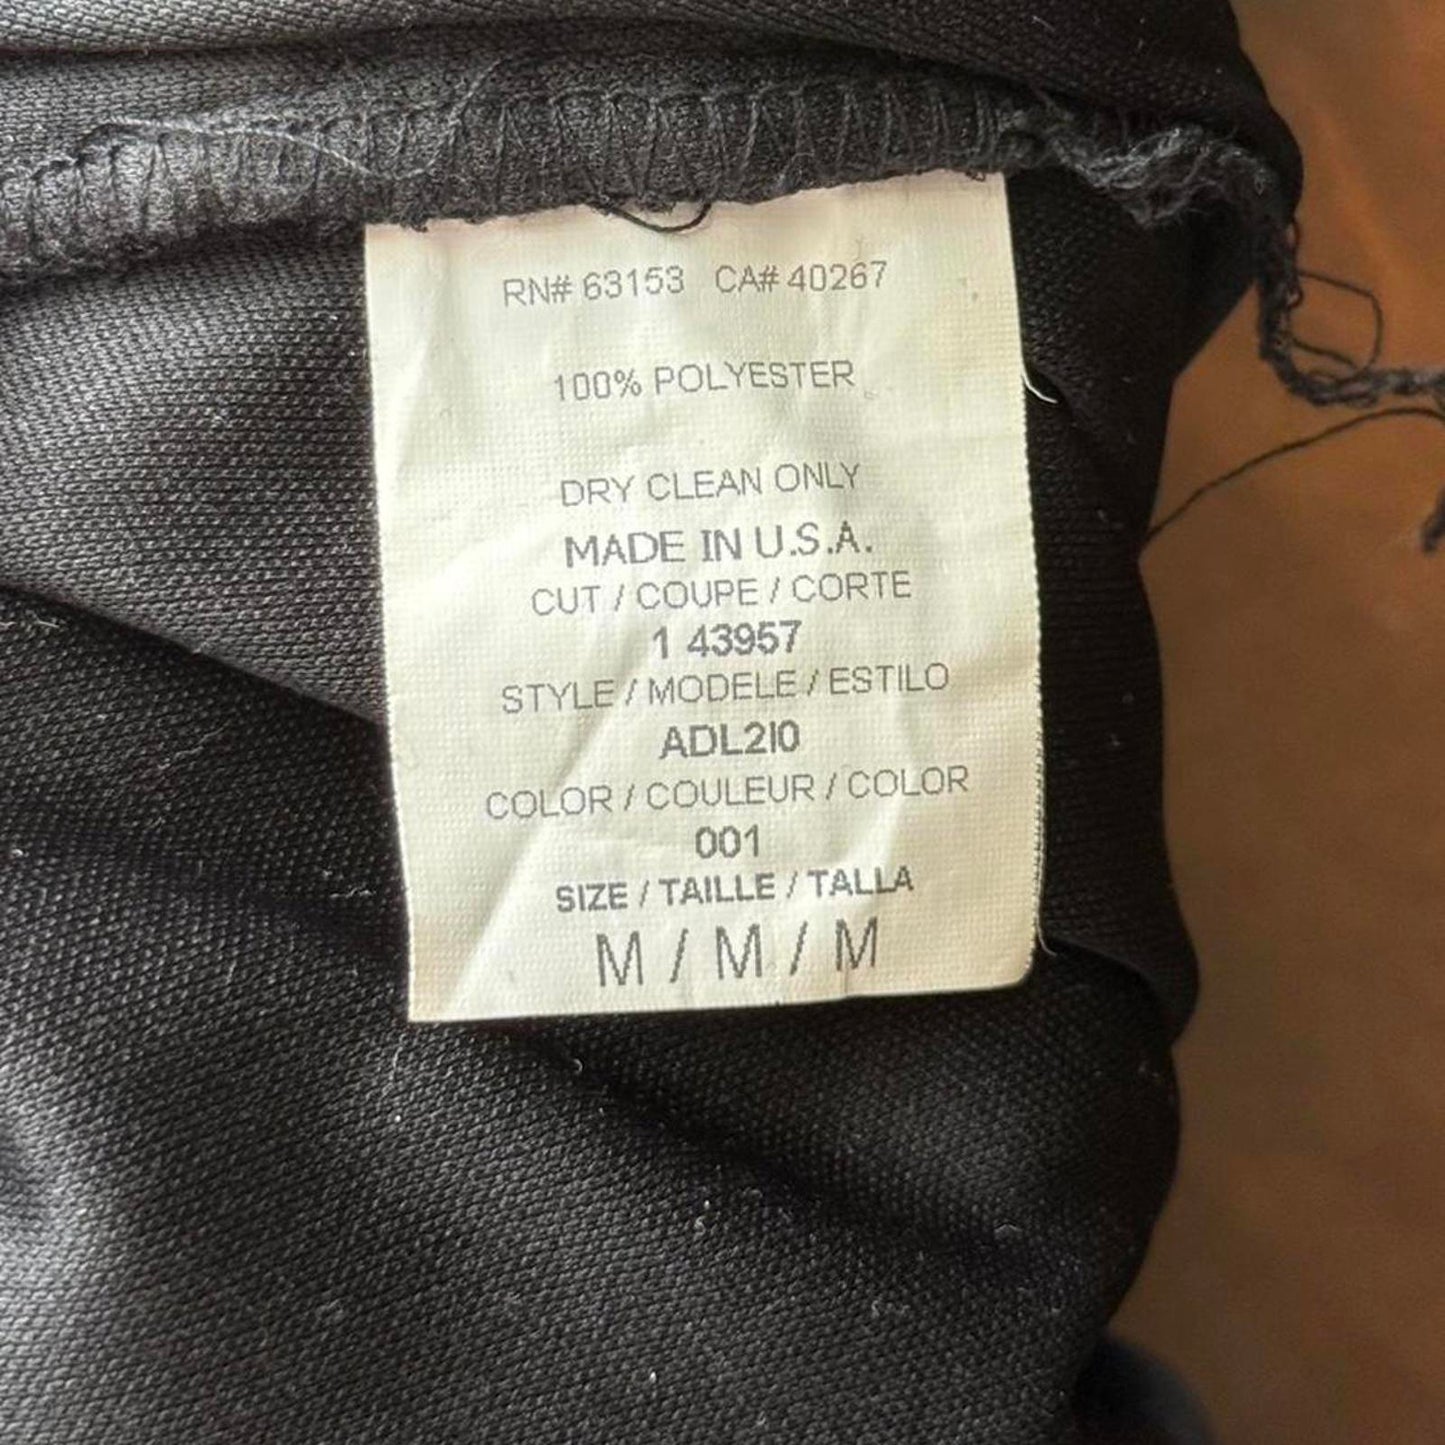 RN# 63153 CA# 40267
100% POLYESTER
DRY CLEAN ONLY
MADE IN U.S.A.
CUT / COUPE / CORTE
1 43957
STYLE / MODELE / ESTILO
ADL2I0
COLOR / COULEUR / COLOR
001
SIZE / TAILLE / TALLA
M / M / M